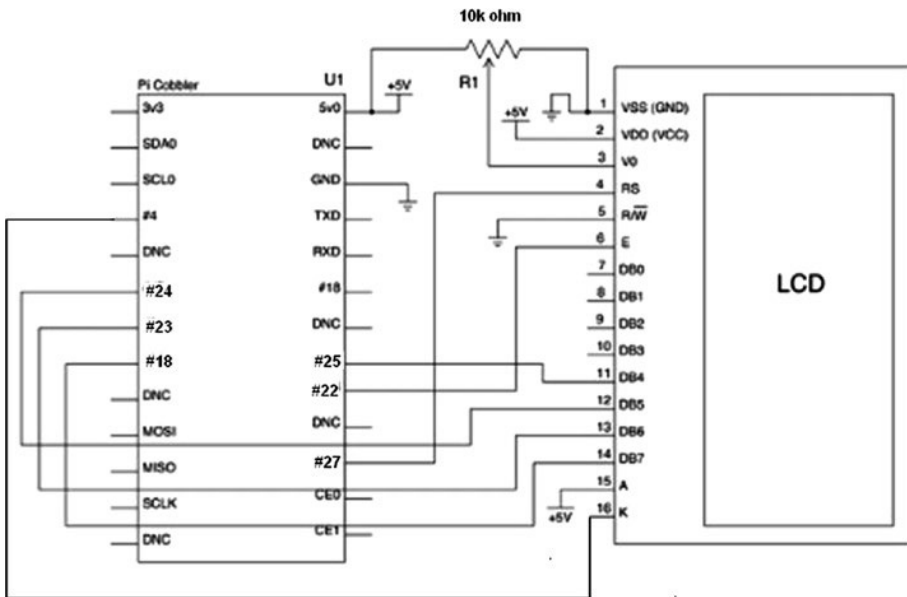 10k ohm
R1
Pi Cobbler
U1
3v3
SDA0
SCL0
#4
DNC
#24
#23
#18
DNC
MOSI
MISO
SCLK
DNC
5v0
DNC
GND
TXD
RXD
#18
DNC
#25
#22
DNC
#27
CE0
CE1
+5V
+5V
+5V
1 VSS (GND)
2 VDD (VCC)
3 V0
4 RS
5 R/W̅
6 E
7 DB0
8 DB1
9 DB2
10 DB3
11 DB4
12 DB5
13 DB6
14 DB7
15 A
16 K
LCD